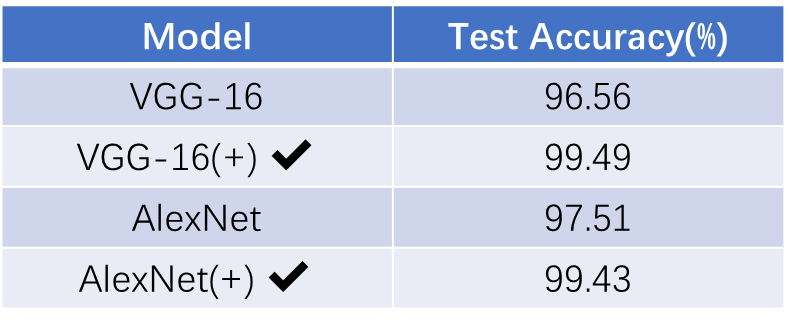 Model Test Accuracy(%)
VGG-16 96.56
VGG-16(+) ✔ 99.49
AlexNet 97.51
AlexNet(+) ✔ 99.43